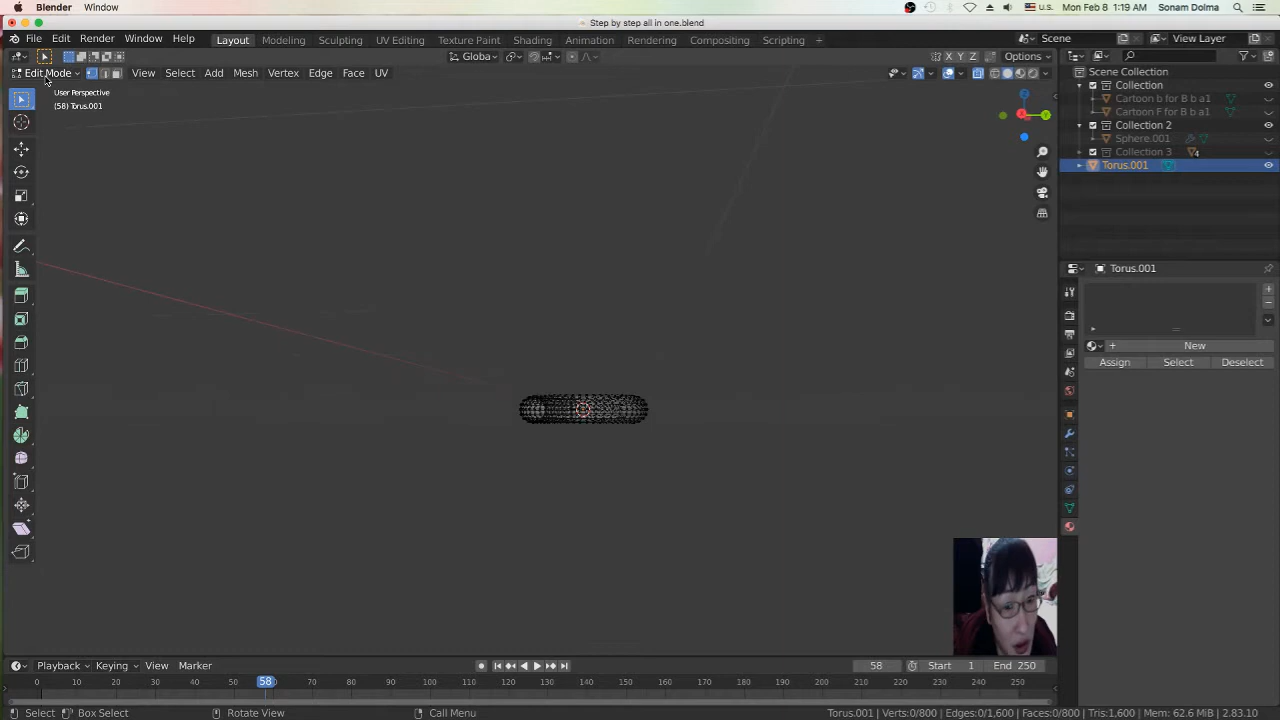 Blender Window U.S. Mon Feb 8 1:19 AM Sonam Dolma
Step by step all in one.blend
File Edit Render Window Help Layout Modeling Sculpting UV Editing Texture Paint Shading Animation Rendering Compositing Scripting + Scene View Layer
Globa X Y Z Options
Edit Mode View Select Add Mesh Vertex Edge Face UV
User Perspective
(58) Torus.001
Z
Y
Scene Collection
Collection
Cartoon b for B b a1
Cartoon F for B b a1
Collection 2
Sphere.001
Collection 3 4
Torus.001
Torus.001
New
Assign Select Deselect
Playback Keying View Marker 58 Start 1 End 250
0 10 20 30 40 50 58 70 80 90 100 110 120 130 140 150 160 170 180 190 200 210 220 230 240 250
Select Box Select Rotate View Call Menu Torus.001 | Verts:0/800 | Edges:0/1,600 | Faces:0/800 | Tris:1,600 | Mem: 62.6 MiB | 2.83.10